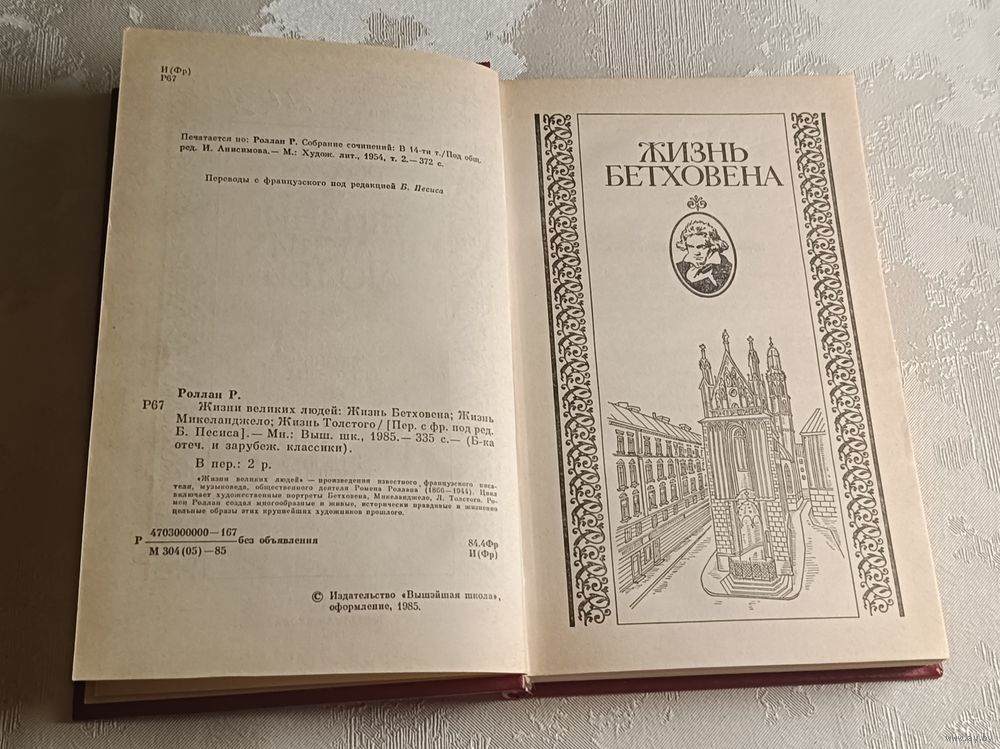 И(Фр)
Р67
Печатается по: Роллан Р. Собрание сочинений: В 14-ти т./Под общ.
ред. И. Анисимова.— М.: Худож. лит., 1954, т. 2.—372 с.
Переводы с французского под редакцией Б. Песиса
Роллан Р.
Р67
Жизни великих людей: Жизнь Бетховена; Жизнь
Микеланджело; Жизнь Толстого / [Пер. с фр. под ред.
Б. Песиса].— Мн.: Выш. шк., 1985.— 335 с.— (Б-ка
отеч. и зарубеж. классики).
В пер.: 2 р.
«Жизни великих людей» — произведения известного французского писа-
теля, музыковеда, общественного деятеля Ромена Роллана (1866—1944). Цикл
включает художественные портреты Бетховена, Микеланджело, Л. Толстого. Ро-
мен Роллан создал многообразные и живые, исторически правдивые и жизненно
цельные образы этих крупнейших художников прошлого.
Р 4703000000—167 без объявления
М 304(05)—85
84.4Фр
И(Фр)
© Издательство «Вышэйшая школа»,
оформление, 1985.
ЖИЗНЬ
БЕТХОВЕНА